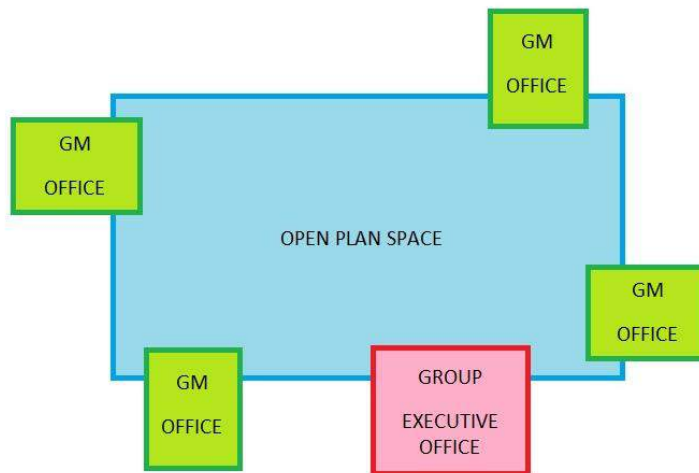 GM
OFFICE
GM
OFFICE
OPEN PLAN SPACE
GM
OFFICE
GM
OFFICE
GROUP
EXECUTIVE
OFFICE